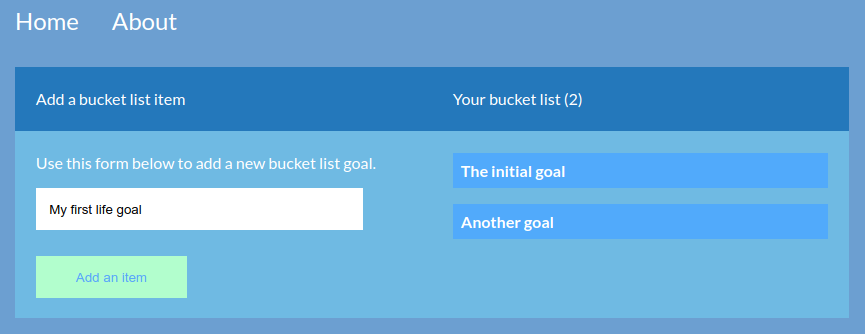 Home About
Add a bucket list item
Your bucket list (2)
Use this form below to add a new bucket list goal.
My first life goal
Add an item
The initial goal
Another goal